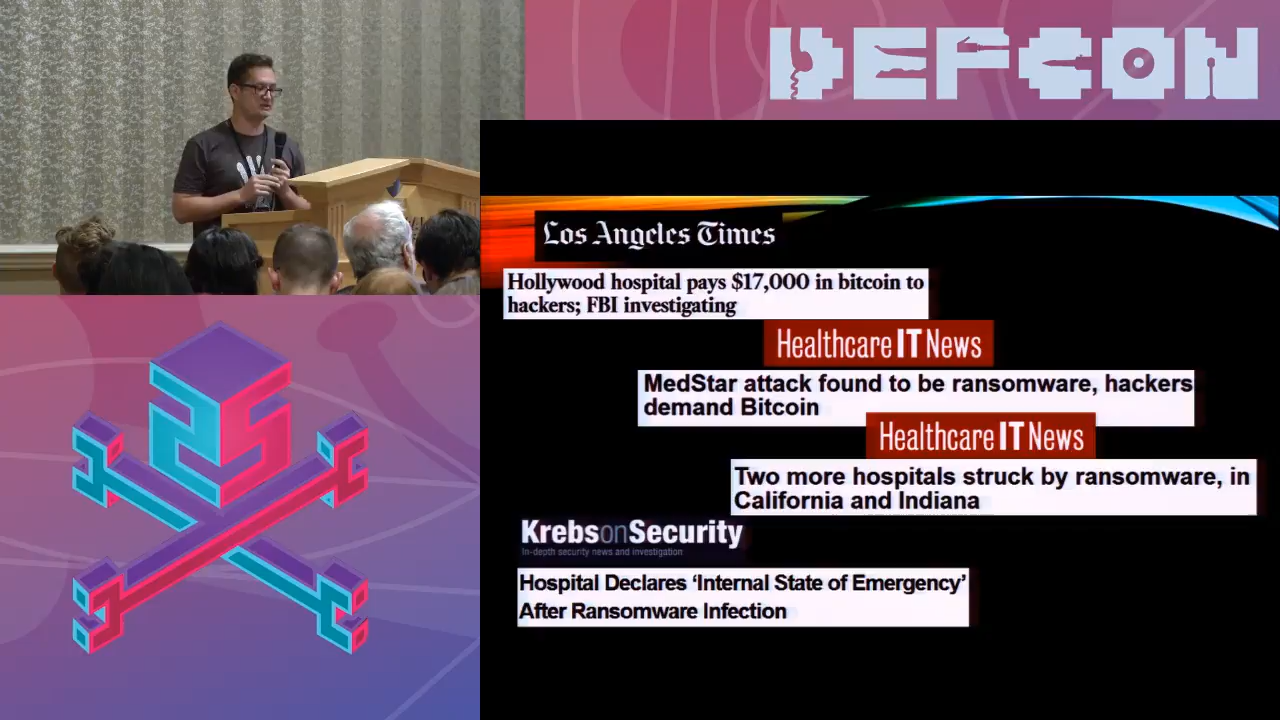 DEFCON
Los Angeles Times
Hollywood hospital pays $17,000 in bitcoin to
hackers; FBI investigating
Healthcare IT News
MedStar attack found to be ransomware, hackers
demand Bitcoin
Healthcare IT News
Two more hospitals struck by ransomware, in
California and Indiana
KrebsonSecurity
In-depth security news and investigation
Hospital Declares ‘Internal State of Emergency’
After Ransomware Infection
25